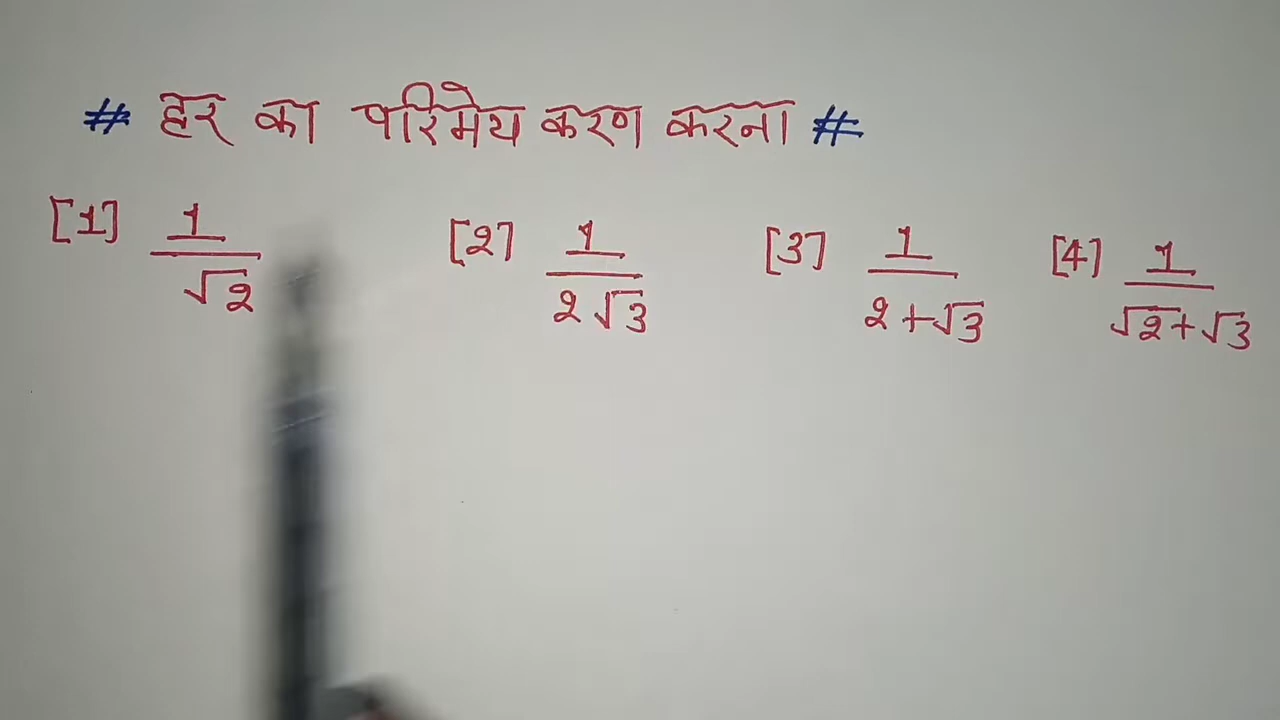 # हर का परिमेय करण करना #
[1] 1/√2 [2] 1/2√3 [3] 1/2+√3 [4] 1/√2+√3